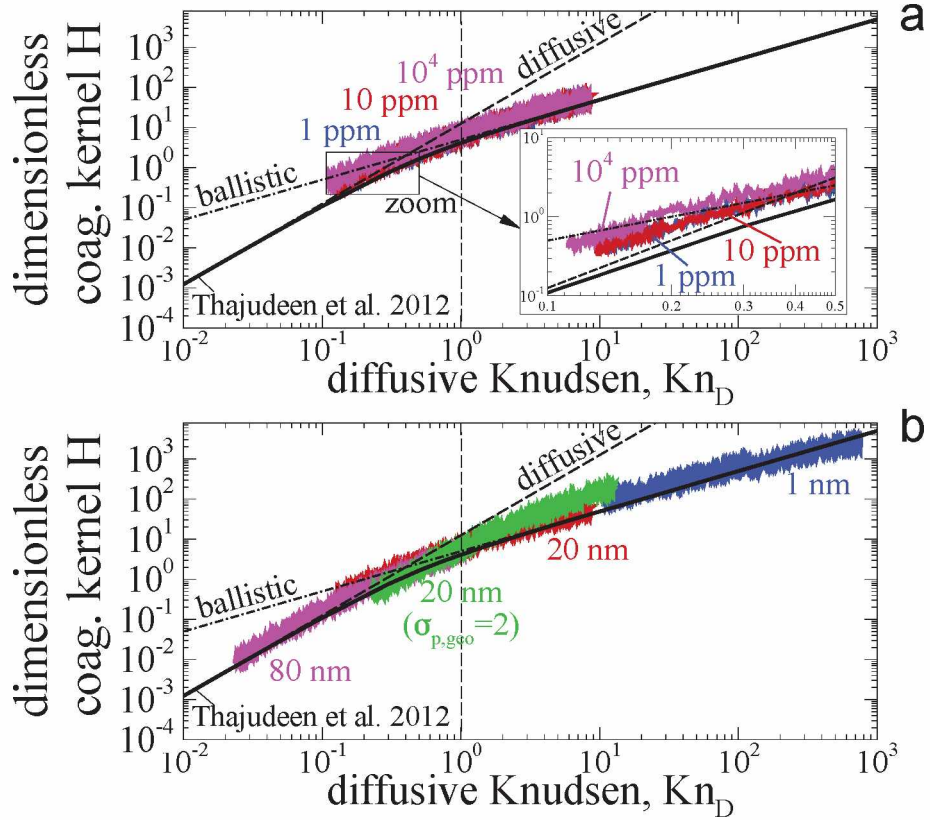 a
dimensionless
coag. kernel H
10^3
10^2
10^1
10^0
10^-1
10^-2
10^-3
10^-4
diffusive
10^4 ppm
10 ppm
1 ppm
ballistic
zoom
Thajudeen et al. 2012
10^1
10^0
10^-1
10^4 ppm
10 ppm
1 ppm
0.1 0.2 0.3 0.4 0.5
10^-2 10^-1 10^0 10^1 10^2 10^3
diffusive Knudsen, Kn_D
b
dimensionless
coag. kernel H
10^3
10^2
10^1
10^0
10^-1
10^-2
10^-3
10^-4
diffusive
1 nm
20 nm
ballistic
20 nm
(σ_p,geo=2)
80 nm
Thajudeen et al. 2012
10^-2 10^-1 10^0 10^1 10^2 10^3
diffusive Knudsen, Kn_D